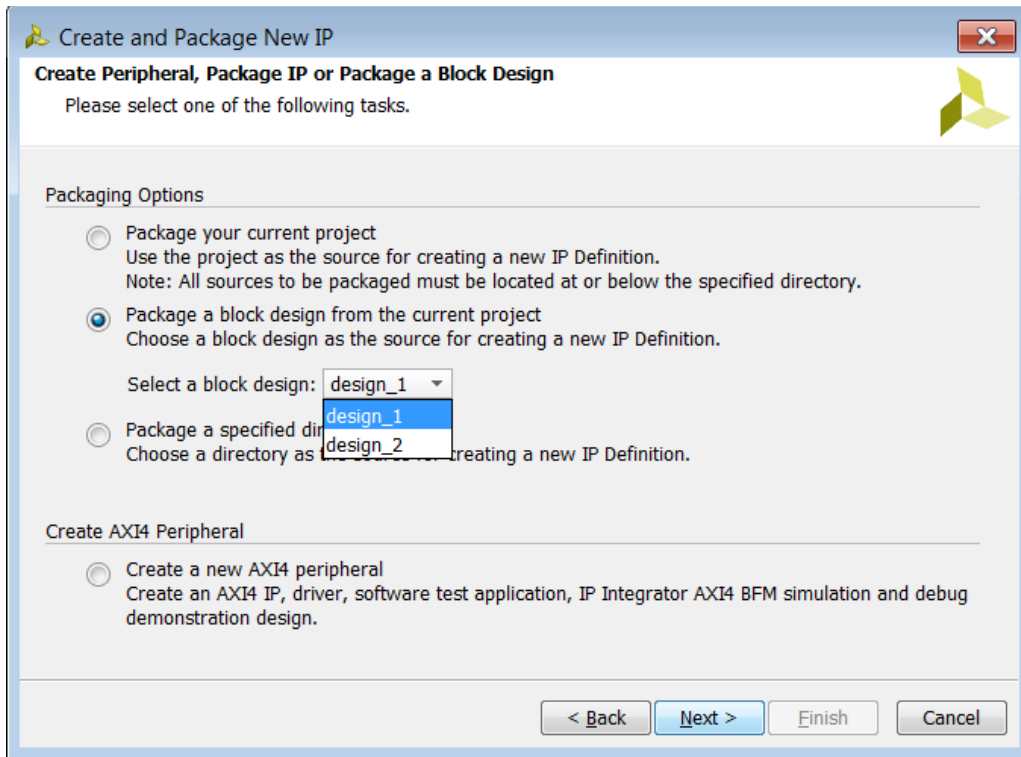 Create and Package New IP
Create Peripheral, Package IP or Package a Block Design
Please select one of the following tasks.
Packaging Options
Package your current project
Use the project as the source for creating a new IP Definition.
Note: All sources to be packaged must be located at or below the specified directory.
Package a block design from the current project
Choose a block design as the source for creating a new IP Definition.
Select a block design: design_1
design_1
design_2
Package a specified
Choose a directory as creating a new IP Definition.
Create AXI4 Peripheral
Create a new AXI4 peripheral
Create an AXI4 IP, driver, software test application, IP Integrator AXI4 BFM simulation and debug
demonstration design.
< Back
Next >
Finish
Cancel